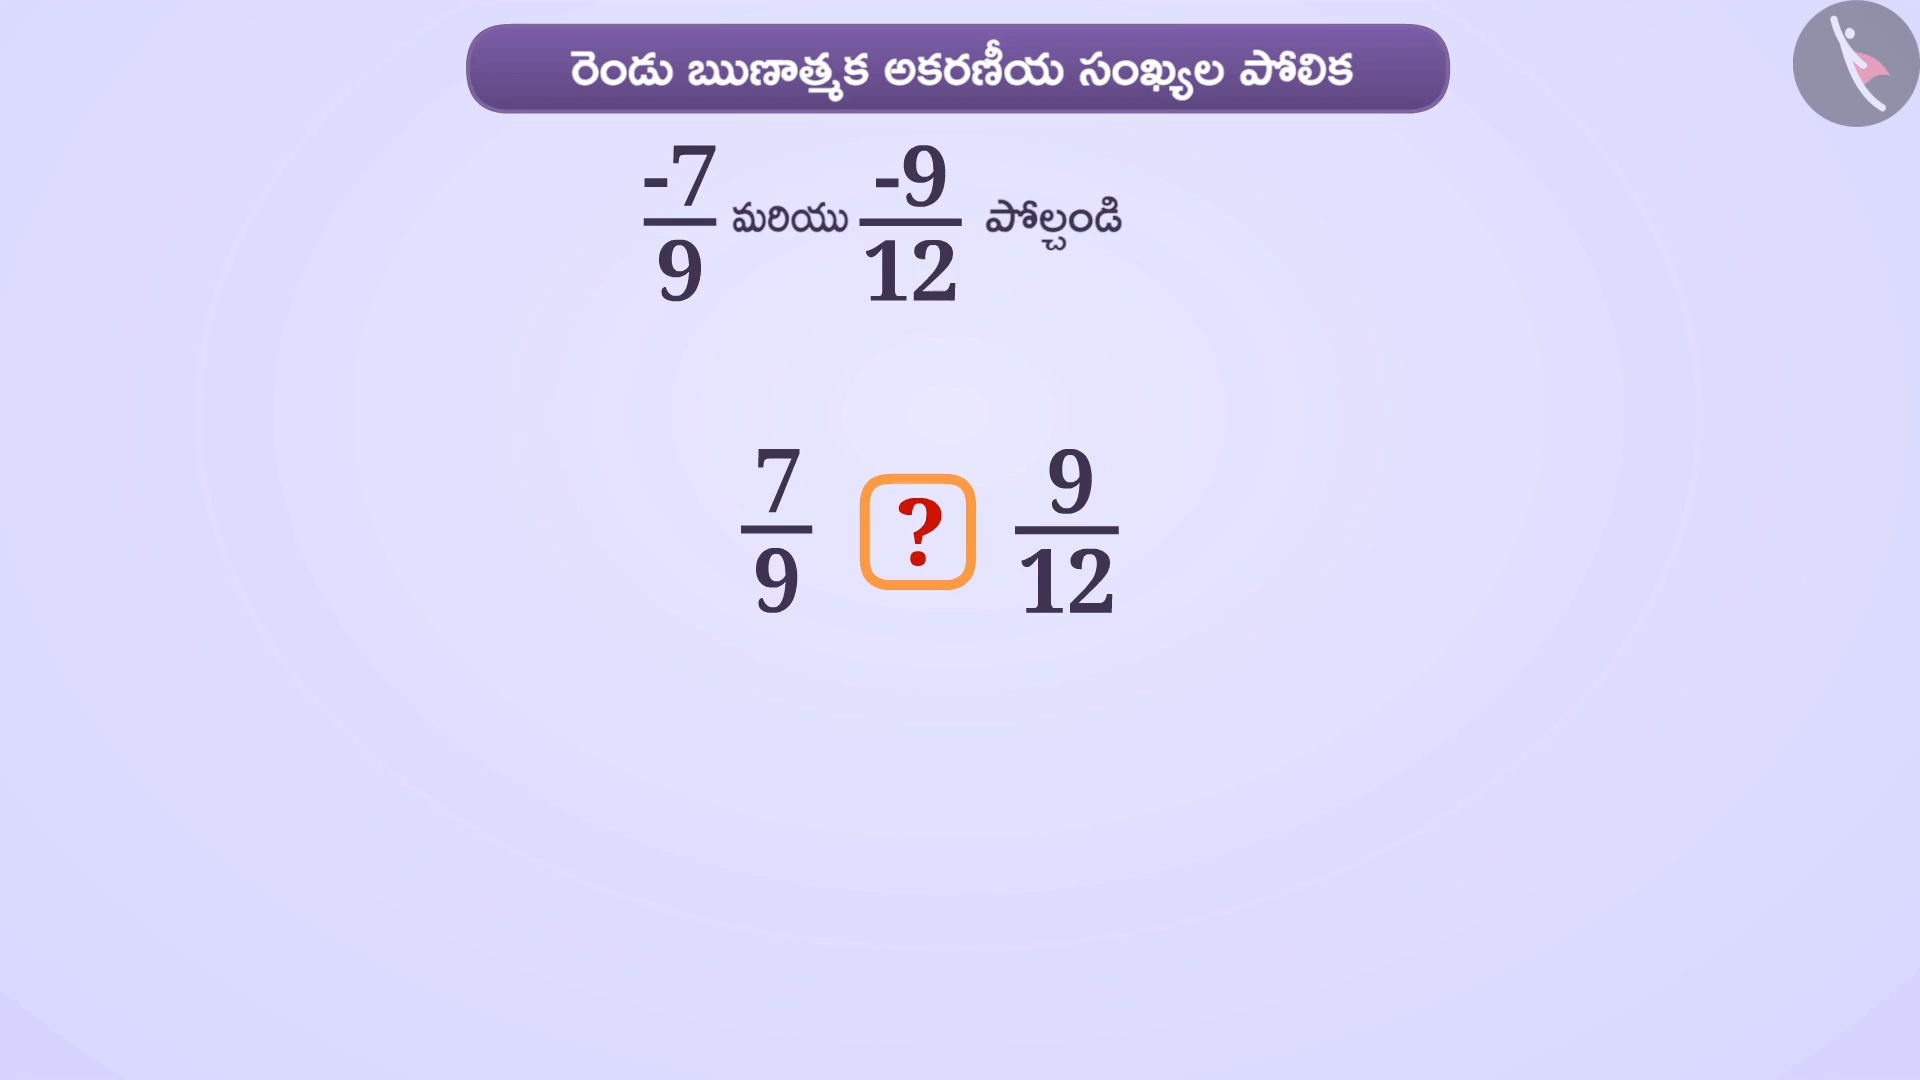 రెండు ఋణాత్మక అకరణీయ సంఖ్యల పోలిక
-7/9 మరియు -9/12 పోల్చండి
7/9 ? 9/12